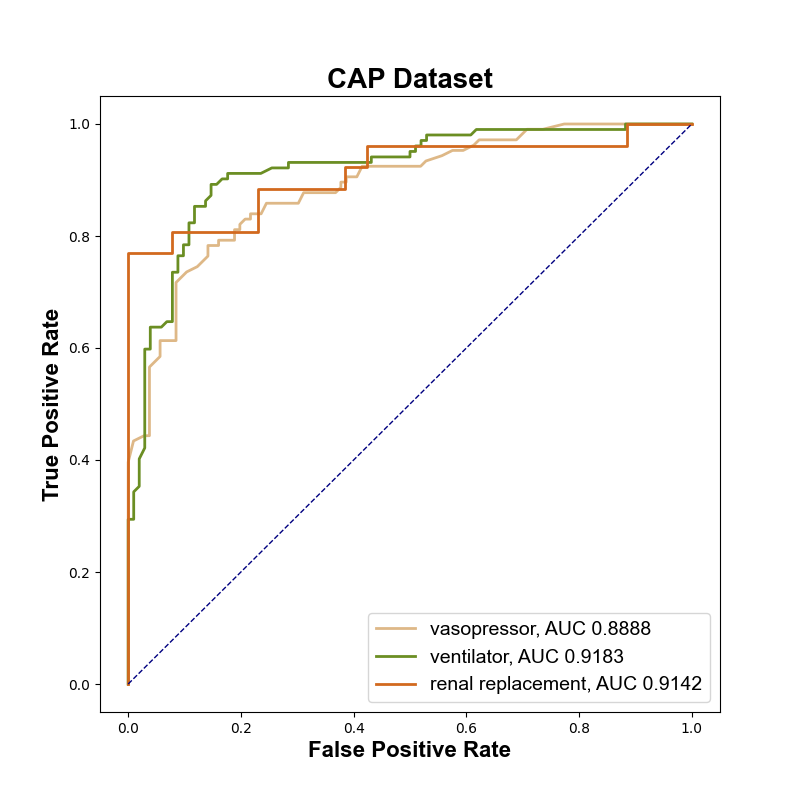 CAP Dataset
True Positive Rate
1.0
0.8
0.6
0.4
0.2
0.0
vasopressor, AUC 0.8888
ventilator, AUC 0.9183
renal replacement, AUC 0.9142
0.0 0.2 0.4 0.6 0.8 1.0
False Positive Rate